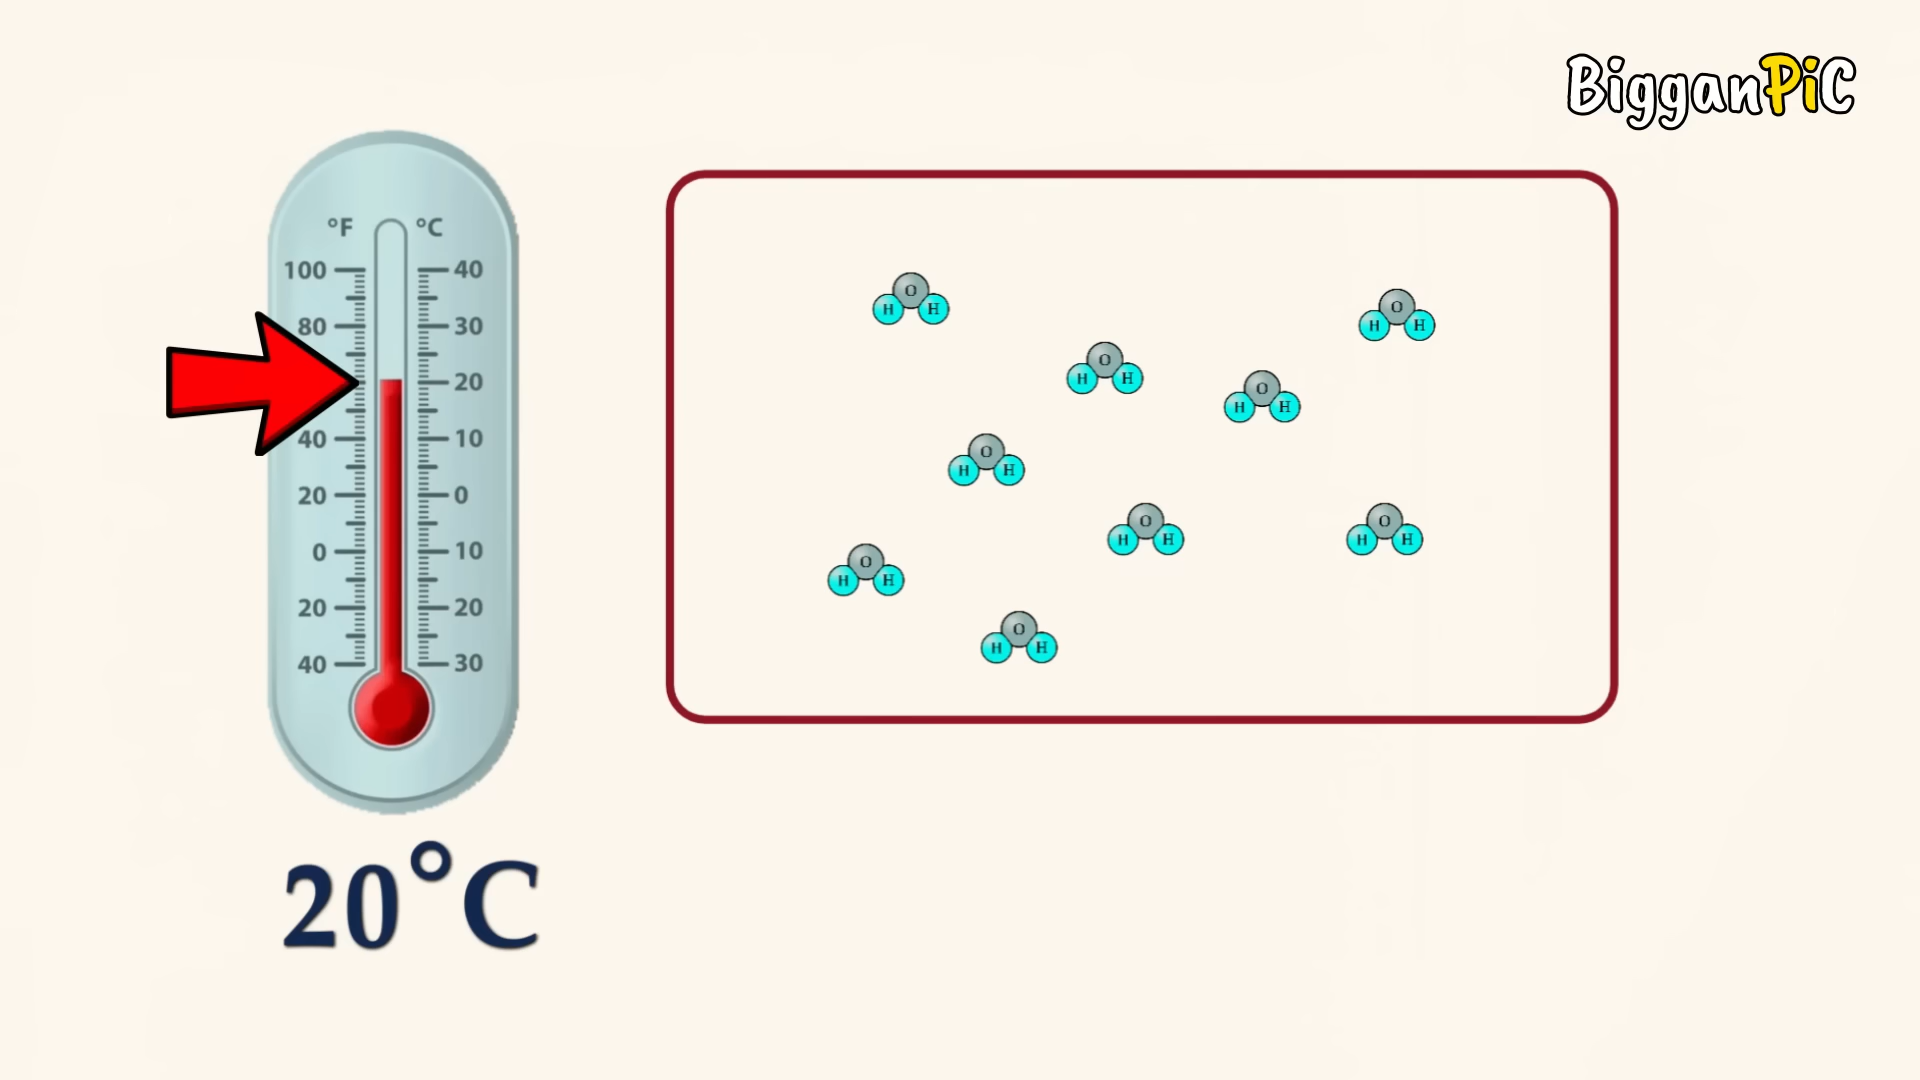 BigganPiC
°F °C
100 40
80 30
20
40 10
20 0
0 10
20 20
40 30
20°C
O
H H
O
H H
O
H H
O
H H
O
H H
O
H H
O
H H
O
H H
O
H H